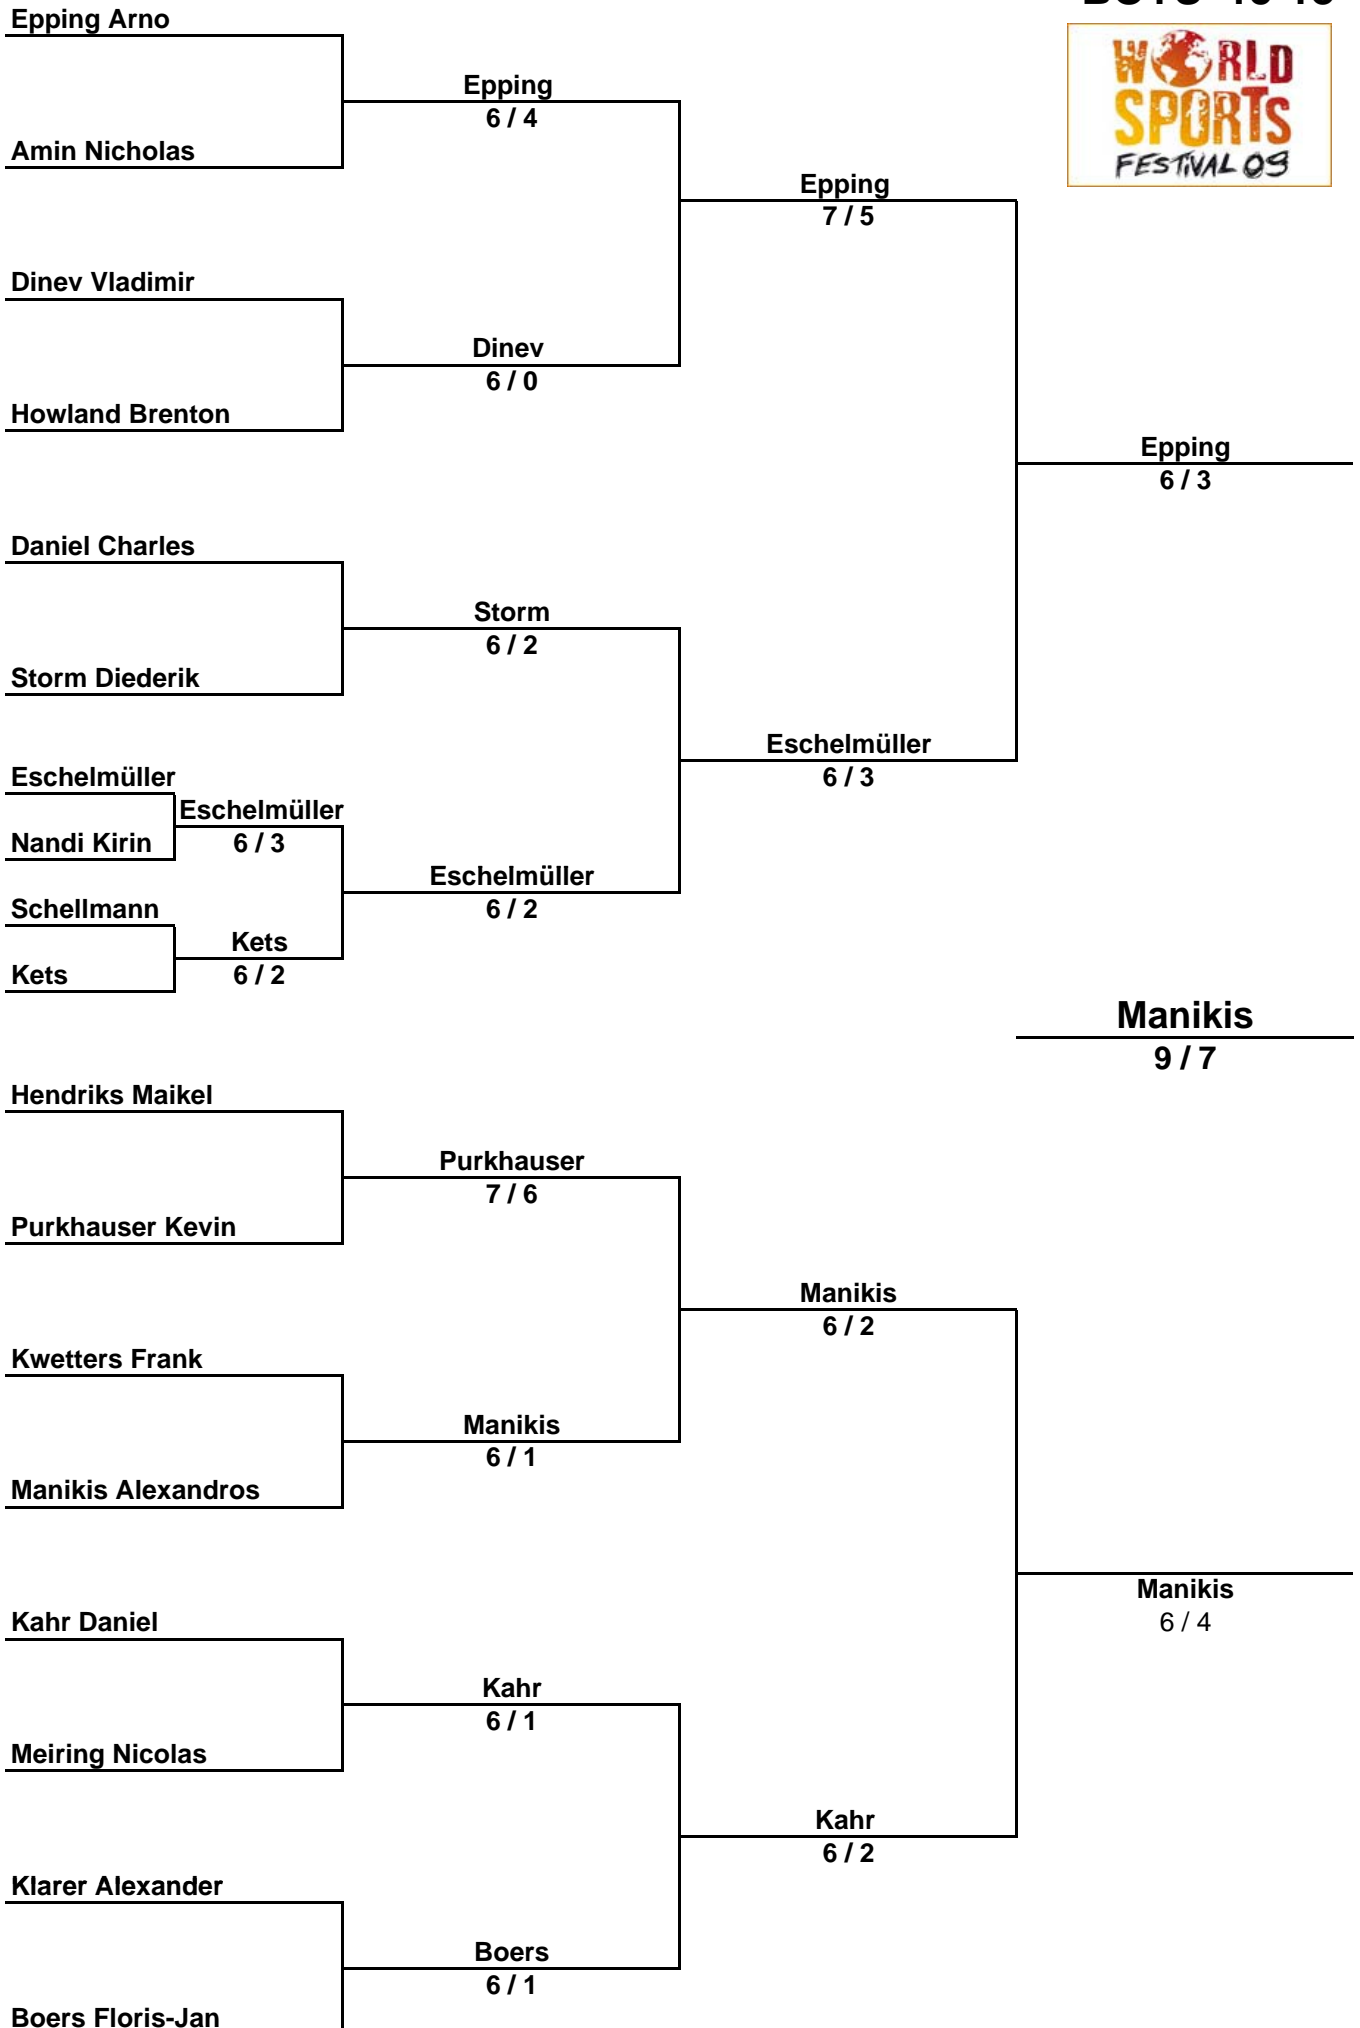 Epping Arno
WORLD
SPORTS
FESTIVAL 09
Epping
6 / 4
Amin Nicholas
Epping
7 / 5
Dinev Vladimir
Dinev
6 / 0
Howland Brenton
Epping
6 / 3
Daniel Charles
Storm
6 / 2
Storm Diederik
Eschelmüller
6 / 3
Eschelmüller
Eschelmüller
6 / 3
Nandi Kirin
Eschelmüller
6 / 2
Schellmann
Kets
6 / 2
Kets
Manikis
9 / 7
Hendriks Maikel
Purkhauser
7 / 6
Purkhauser Kevin
Manikis
6 / 2
Kwetters Frank
Manikis
6 / 1
Manikis Alexandros
Manikis
6 / 4
Kahr Daniel
Kahr
6 / 1
Meiring Nicolas
Kahr
6 / 2
Klarer Alexander
Boers
6 / 1
Boers Floris-Jan